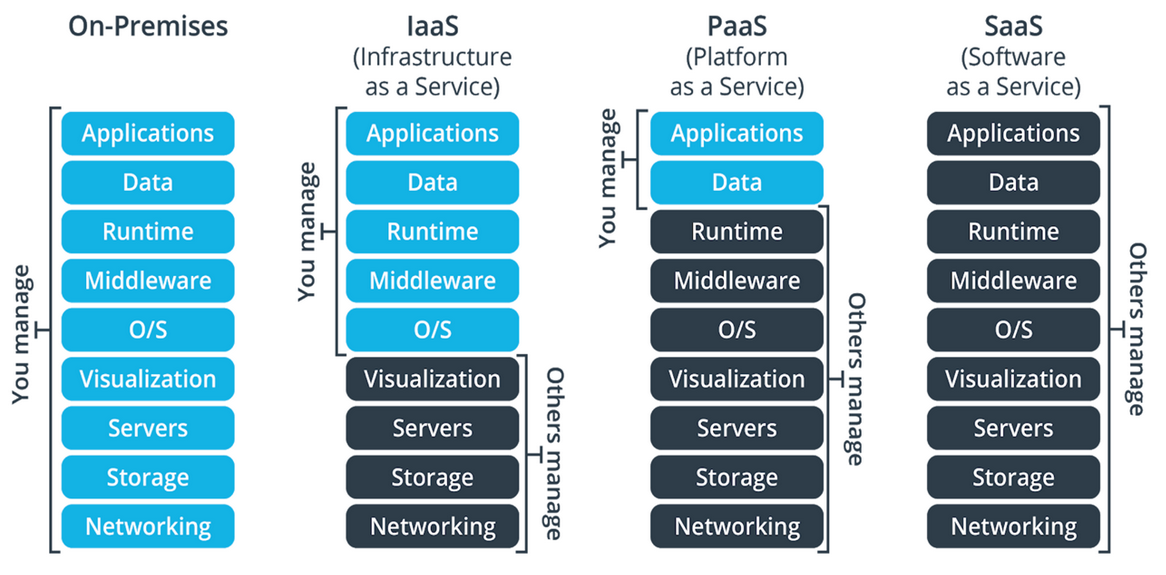 On-Premises
You manage
Applications
Data
Runtime
Middleware
O/S
Visualization
Servers
Storage
Networking
IaaS
(Infrastructure
as a Service)
You manage
Applications
Data
Runtime
Middleware
O/S
Visualization
Servers
Storage
Networking
Others manage
PaaS
(Platform
as a Service)
You manage
Applications
Data
Runtime
Middleware
O/S
Visualization
Servers
Storage
Networking
Others manage
SaaS
(Software
as a Service)
Applications
Data
Runtime
Middleware
O/S
Visualization
Servers
Storage
Networking
Others manage